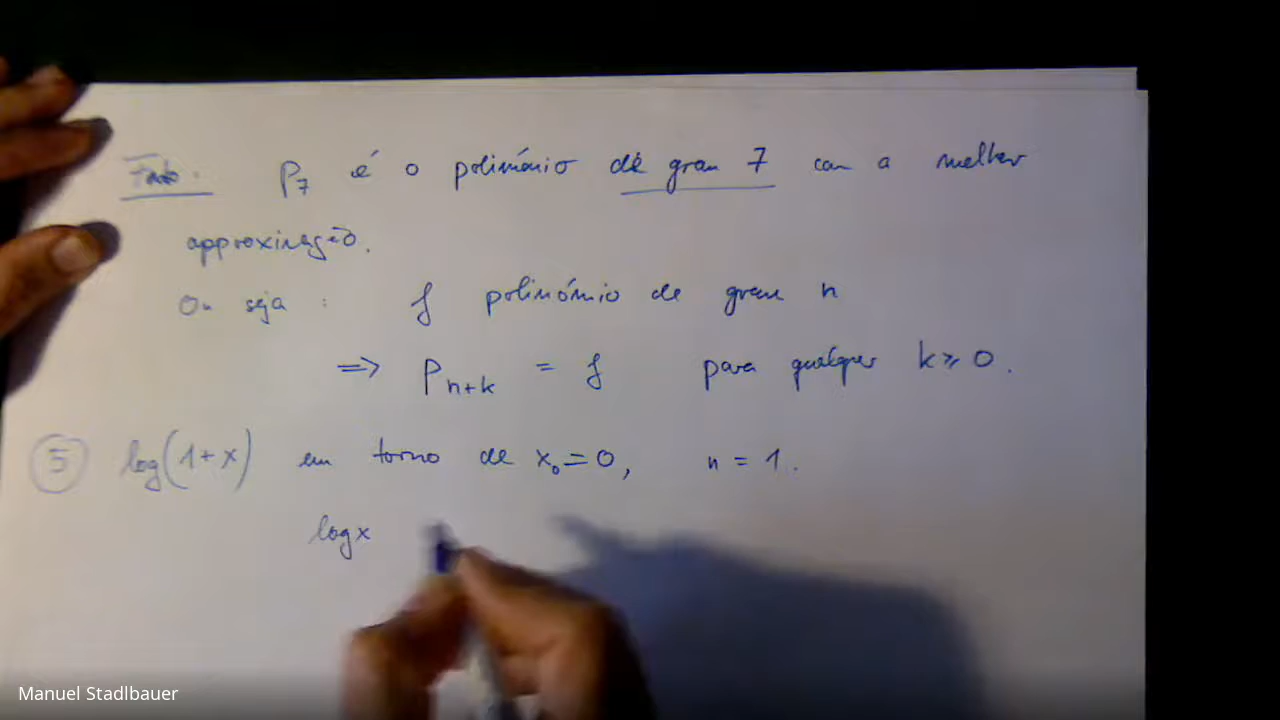 Fato. P₇ é o polinómio de grau 7 com a melhor
approximação.
Ou seja : f polinómio de grau n
⟹ P_{n+k} = f para qualquer k ≥ 0.
⑤ log(1+x) em torno de x₀=0, n = 1.
log x
Manuel Stadlbauer